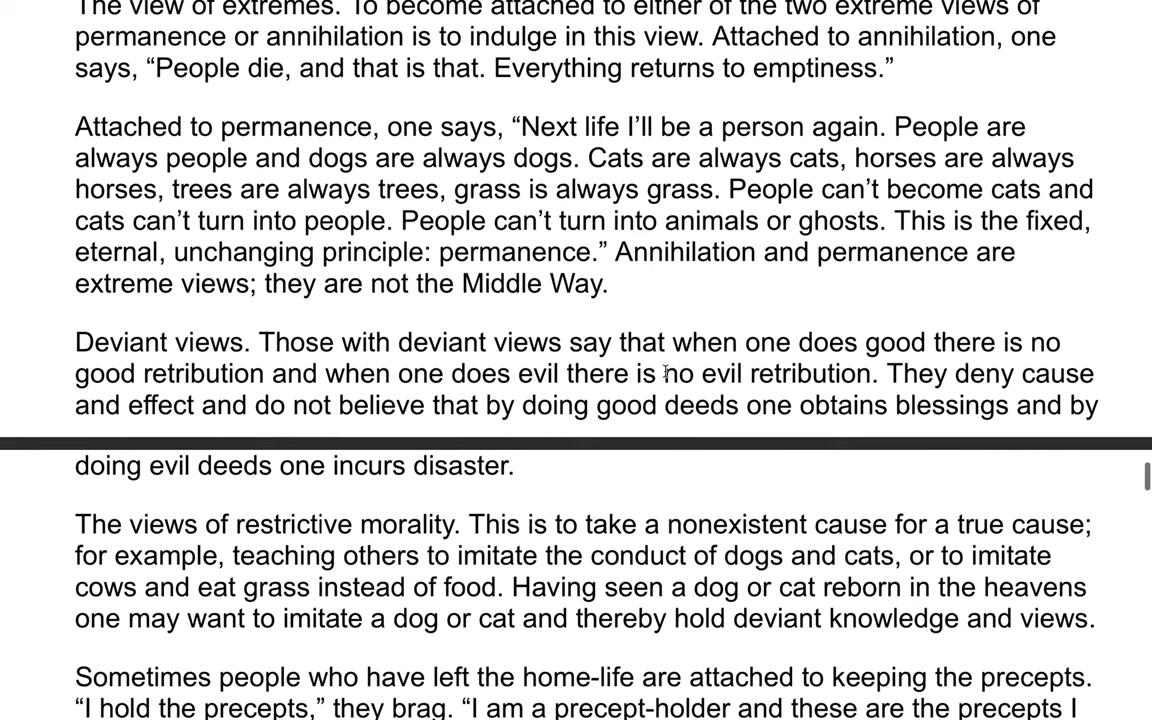 The view of extremes. To become attached to either of the two extreme views of
permanence or annihilation is to indulge in this view. Attached to annihilation, one
says, “People die, and that is that. Everything returns to emptiness.”
Attached to permanence, one says, “Next life I’ll be a person again. People are
always people and dogs are always dogs. Cats are always cats, horses are always
horses, trees are always trees, grass is always grass. People can’t become cats and
cats can’t turn into people. People can’t turn into animals or ghosts. This is the fixed,
eternal, unchanging principle: permanence.” Annihilation and permanence are
extreme views; they are not the Middle Way.
Deviant views. Those with deviant views say that when one does good there is no
good retribution and when one does evil there is no evil retribution. They deny cause
and effect and do not believe that by doing good deeds one obtains blessings and by
doing evil deeds one incurs disaster.
The views of restrictive morality. This is to take a nonexistent cause for a true cause;
for example, teaching others to imitate the conduct of dogs and cats, or to imitate
cows and eat grass instead of food. Having seen a dog or cat reborn in the heavens
one may want to imitate a dog or cat and thereby hold deviant knowledge and views.
Sometimes people who have left the home-life are attached to keeping the precepts.
“I hold the precepts,” they brag. “I am a precept-holder and these are the precepts I